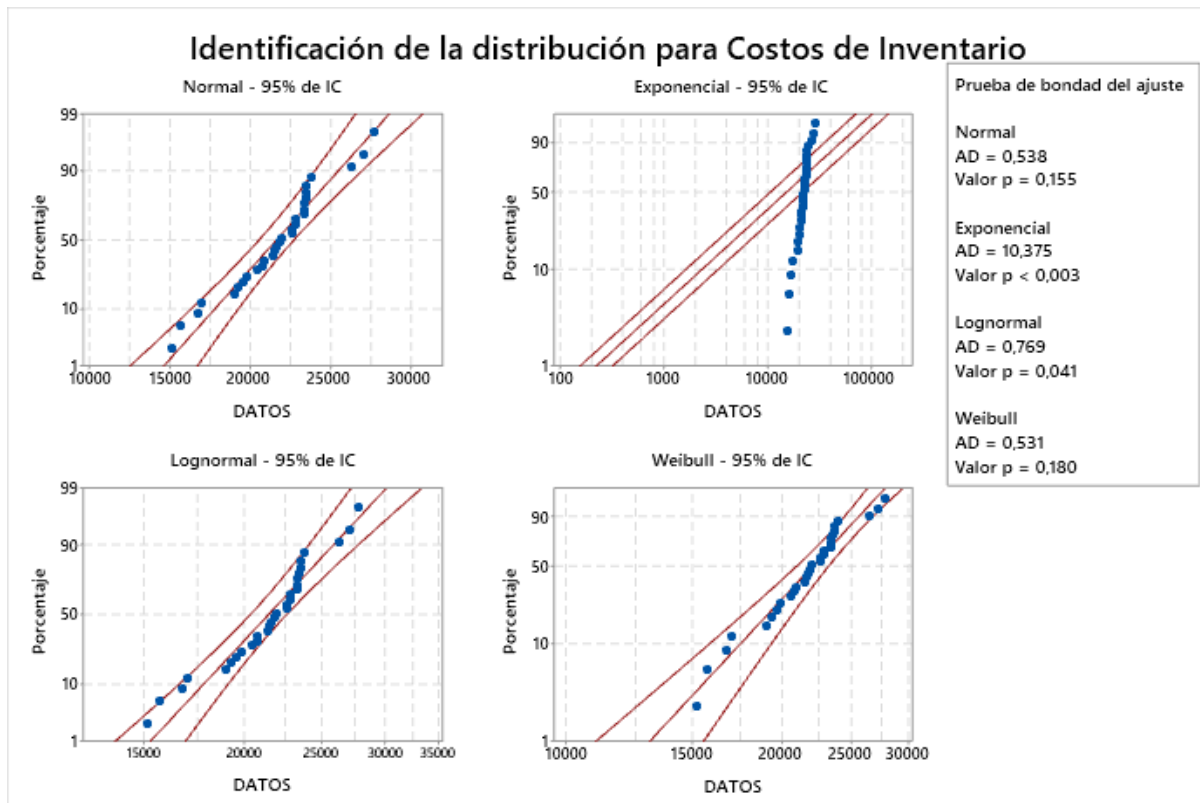 Identificación de la distribución para Costos de Inventario
Normal - 95% de IC
99
90
50
10
1
Porcentaje
10000 15000 20000 25000 30000
DATOS
Exponencial - 95% de IC
90
50
10
1
Porcentaje
100 1000 10000 100000
DATOS
Lognormal - 95% de IC
99
90
50
10
1
Porcentaje
15000 20000 25000 30000 35000
DATOS
Weibull - 95% de IC
90
50
10
1
Porcentaje
10000 15000 20000 25000 30000
DATOS
Prueba de bondad del ajuste
Normal
AD = 0,538
Valor p = 0,155
Exponencial
AD = 10,375
Valor p < 0,003
Lognormal
AD = 0,769
Valor p = 0,041
Weibull
AD = 0,531
Valor p = 0,180